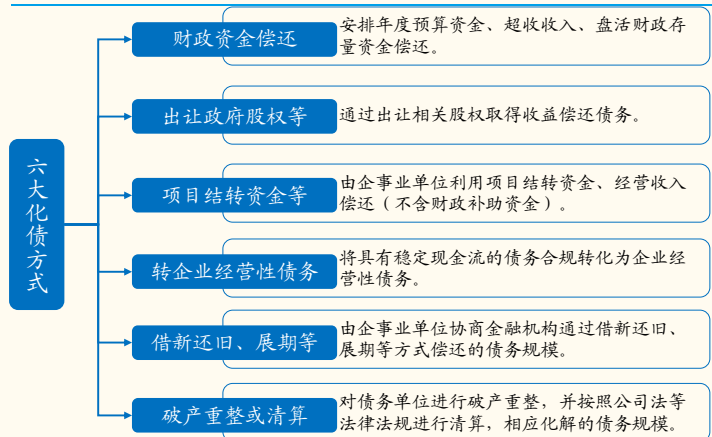 六大化债方式
财政资金偿还
安排年度预算资金、超收收入、盘活财政存
量资金偿还。
出让政府股权等
通过出让相关股权取得收益偿还债务。
项目结转资金等
由企事业单位利用项目结转资金、经营收入
偿还（不含财政补助资金）。
转企业经营性债务
将具有稳定现金流的债务合规转化为企业经
营性债务。
借新还旧、展期等
由企事业单位协商金融机构通过借新还旧、
展期等方式偿还的债务规模。
破产重整或清算
对债务单位进行破产重整，并按照公司法等
法律法规进行清算，相应化解的债务规模。